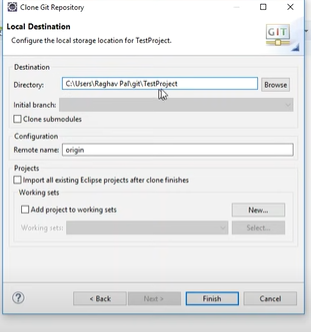 Clone Git Repository
Local Destination
Configure the local storage location for TestProject.
GIT
Destination
Directory: C:\Users\Raghav Pal\git\TestProject Browse
Initial branch:
Clone submodules
Configuration
Remote name: origin
Projects
Import all existing Eclipse projects after clone finishes
Working sets
Add project to working sets New...
Working sets: Select...
? < Back Next > Finish Cancel